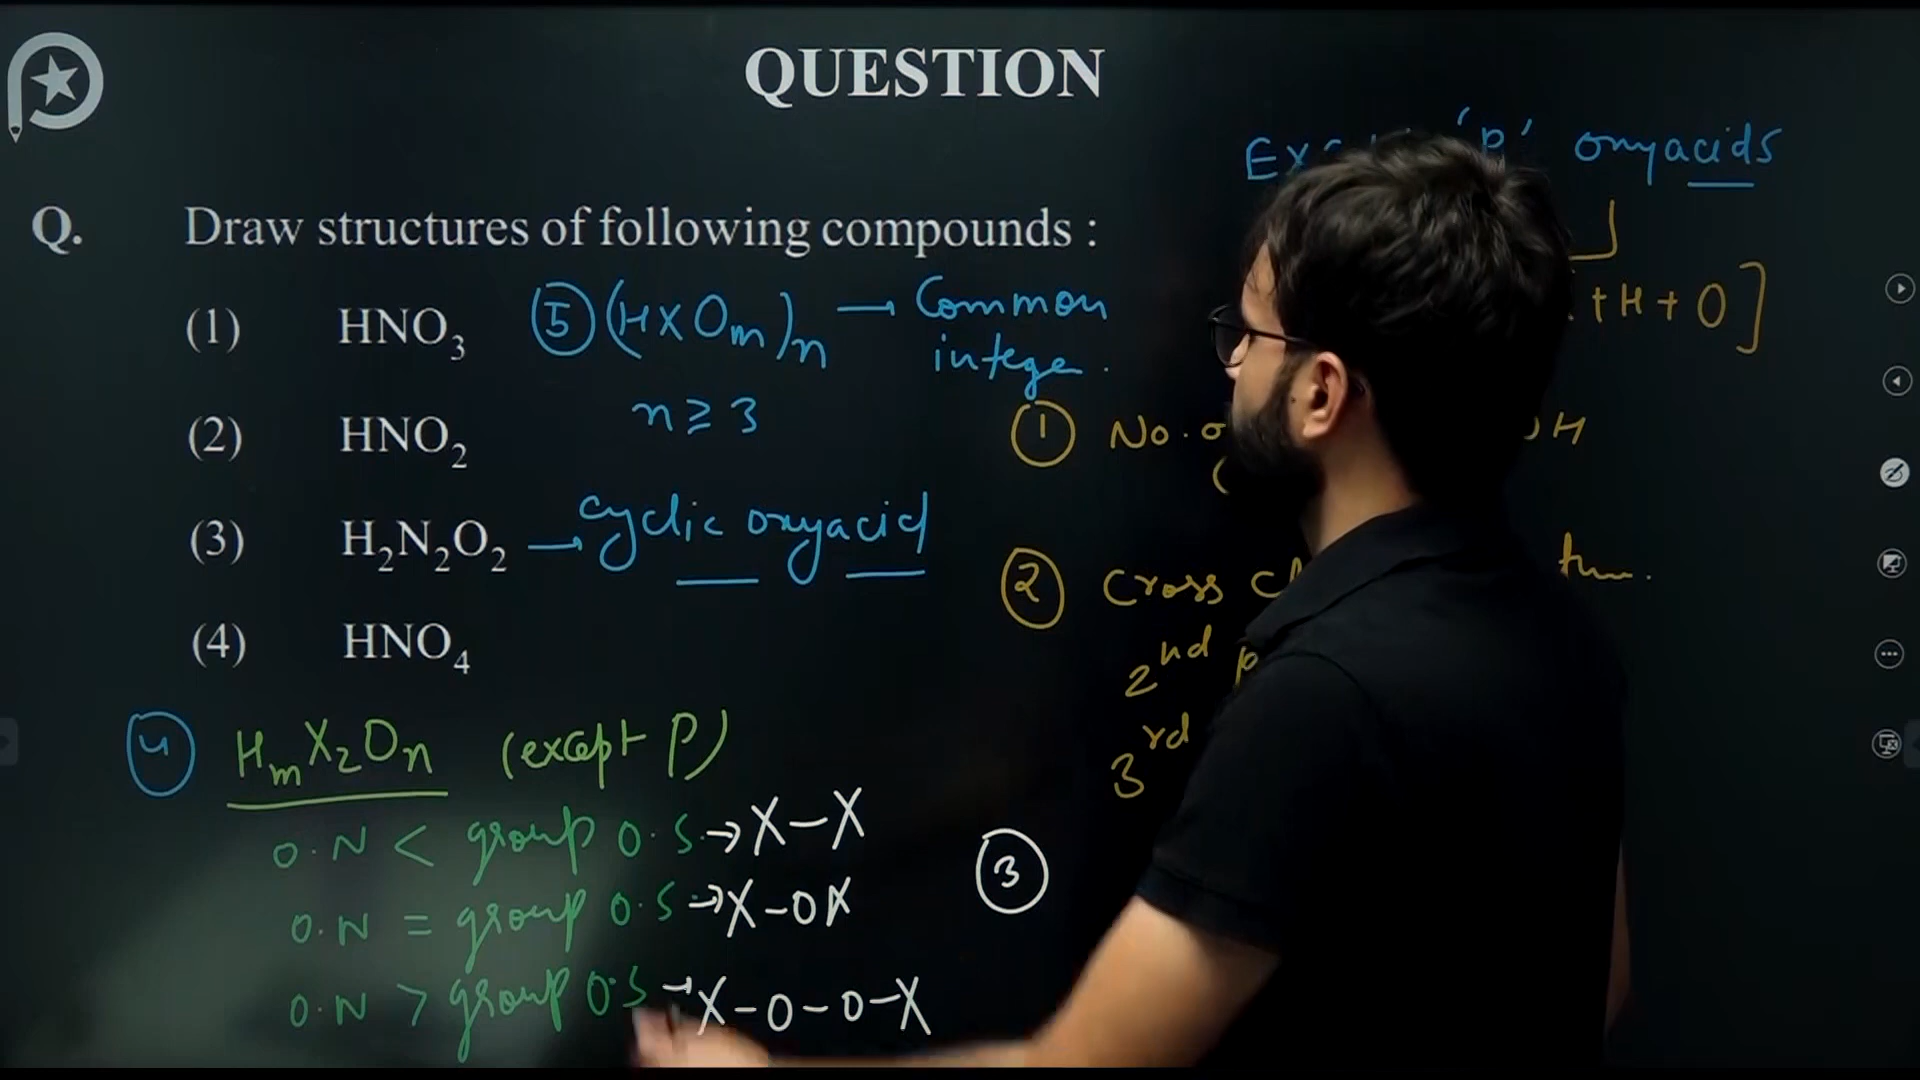 QUESTION
Q. Draw structures of following compounds :
(1) HNO3
(2) HNO2
(3) H2N2O2 → cyclic oxyacid
(4) HNO4
⑤ (HXOm)n → Common
intege .
n ≥ 3
④ HmX2On (except P)
O.N < group O.S → X–X
O.N = group O.S → X–OX
O.N > group O.S → X–O–O–X
'P' oxyacids
+H+O]
① No.
② Cross
2nd
3rd
③